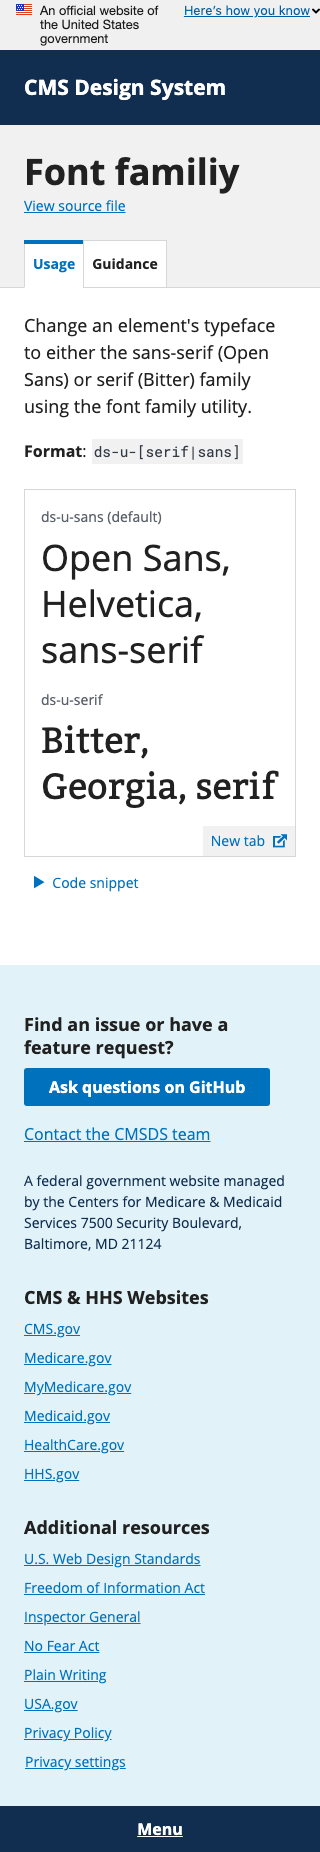 An official website of
the United States
government
Here's how you know
CMS Design System
Font familiy
View source file
Usage
Guidance
Change an element's typeface
to either the sans-serif (Open
Sans) or serif (Bitter) family
using the font family utility.
Format: ds-u-[serif|sans]
ds-u-sans (default)
Open Sans,
Helvetica,
sans-serif
ds-u-serif
Bitter,
Georgia, serif
New tab
Code snippet
Find an issue or have a
feature request?
Ask questions on GitHub
Contact the CMSDS team
A federal government website managed
by the Centers for Medicare & Medicaid
Services 7500 Security Boulevard,
Baltimore, MD 21124
CMS & HHS Websites
CMS.gov
Medicare.gov
MyMedicare.gov
Medicaid.gov
HealthCare.gov
HHS.gov
Additional resources
U.S. Web Design Standards
Freedom of Information Act
Inspector General
No Fear Act
Plain Writing
USA.gov
Privacy Policy
Privacy settings
Menu